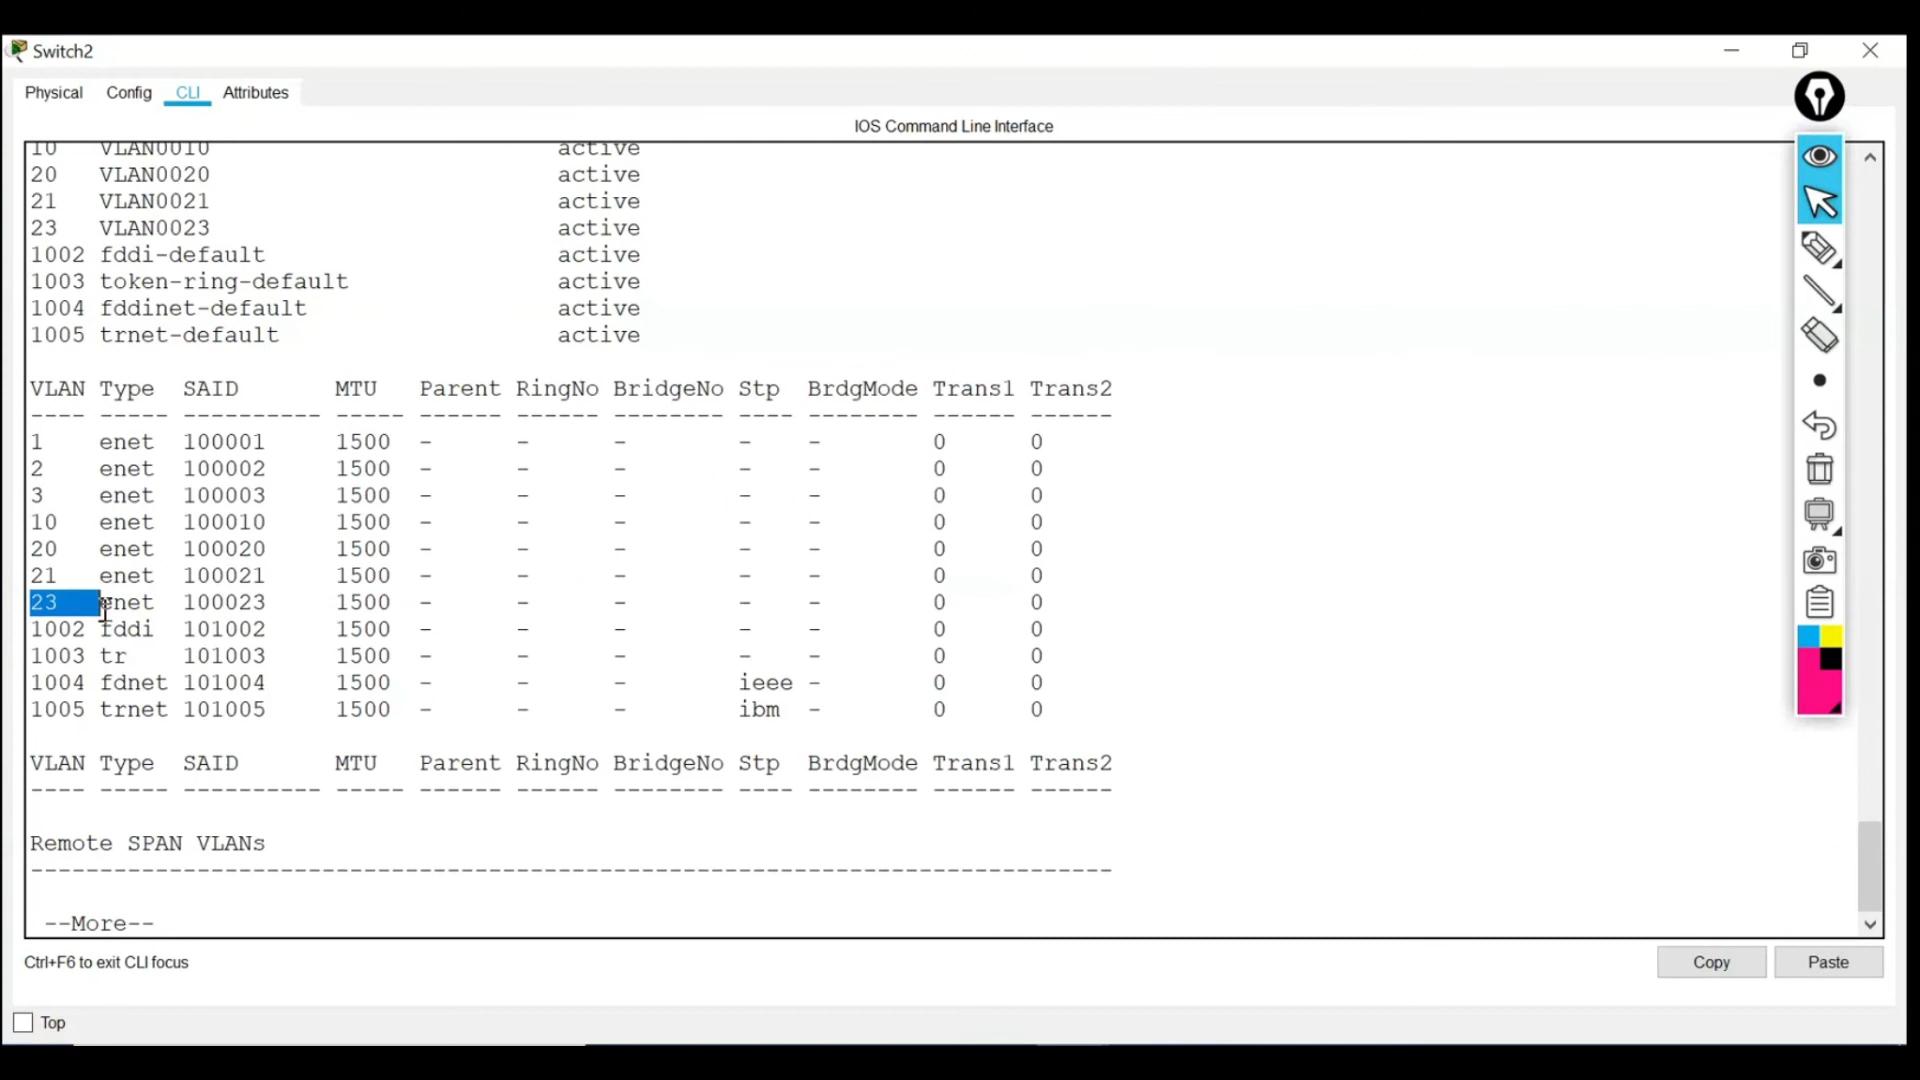 Switch2
Physical Config CLI Attributes
IOS Command Line Interface
10 VLAN0010 active
20 VLAN0020 active
21 VLAN0021 active
23 VLAN0023 active
1002 fddi-default active
1003 token-ring-default active
1004 fddinet-default active
1005 trnet-default active
VLAN Type SAID MTU Parent RingNo BridgeNo Stp BrdgMode Trans1 Trans2
---- ----- ---------- ----- ------ ------ -------- ---- -------- ------ ------
1 enet 100001 1500 - - - - - 0 0
2 enet 100002 1500 - - - - - 0 0
3 enet 100003 1500 - - - - - 0 0
10 enet 100010 1500 - - - - - 0 0
20 enet 100020 1500 - - - - - 0 0
21 enet 100021 1500 - - - - - 0 0
23 enet 100023 1500 - - - - - 0 0
1002 fddi 101002 1500 - - - - - 0 0
1003 tr 101003 1500 - - - - - 0 0
1004 fdnet 101004 1500 - - - ieee - 0 0
1005 trnet 101005 1500 - - - ibm - 0 0
VLAN Type SAID MTU Parent RingNo BridgeNo Stp BrdgMode Trans1 Trans2
---- ----- ---------- ----- ------ ------ -------- ---- -------- ------ ------
Remote SPAN VLANs
------------------------------------------------------------------------------
--More--
Ctrl+F6 to exit CLI focus
Copy Paste
Top